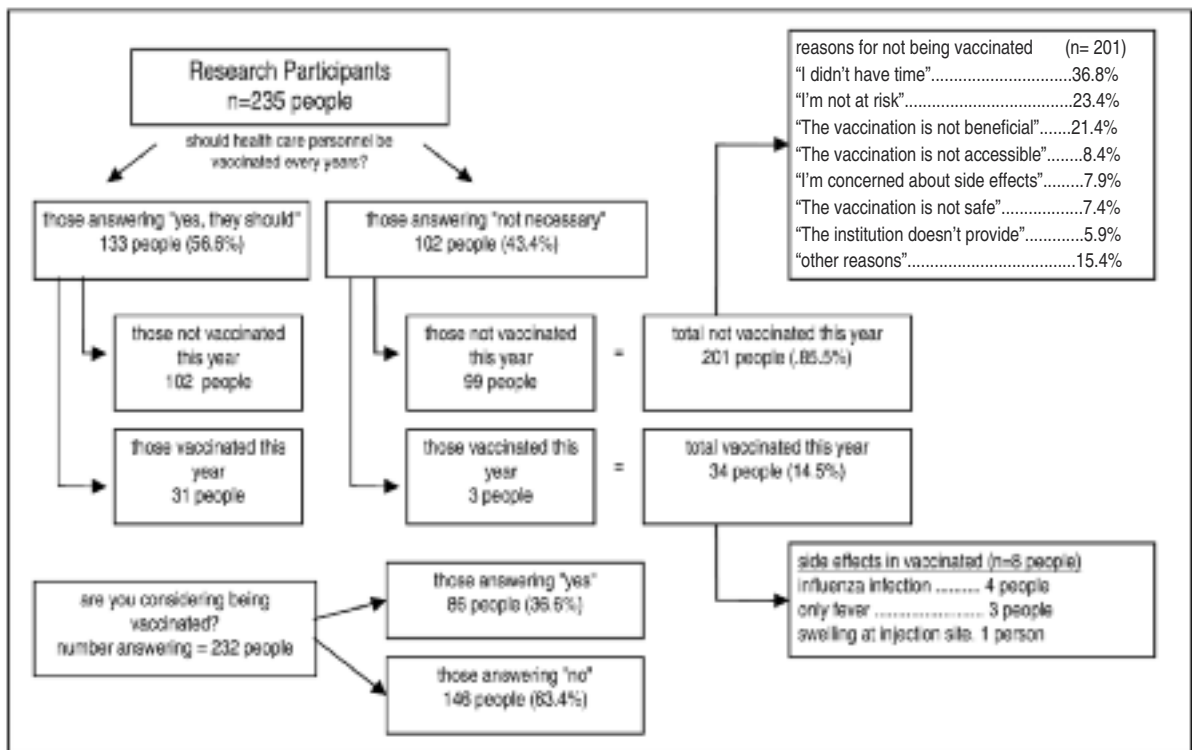 Research Participants
n=235 people
should health care personnel be
vaccinated every years?
those answering "yes, they should"
133 people (56.6%)
those answering "not necessary"
102 people (43.4%)
those not vaccinated
this year
102 people
those not vaccinated
this year
99 people
=
total not vaccinated this year
201 people (.85.5%)
those vaccinated this
year
31 people
those vaccinated this
year
3 people
=
total vaccinated this year
34 people (14.5%)
reasons for not being vaccinated (n= 201)
“I didn’t have time”..............................36.8%
“I’m not at risk”....................................23.4%
“The vaccination is not beneficial”......21.4%
“The vaccination is not accessible”......8.4%
“I’m concerned about side effects”.......7.9%
“The vaccination is not safe”................7.4%
“The institution doesn’t provide”...........5.9%
“other reasons”....................................15.4%
side effects in vaccinated (n=8 people)
influenza infection ......... 4 people
only fever ...................... 3 people
swelling at injection site. 1 person
are you considering being
vaccinated?
number answering = 232 people
those answering "yes"
86 people (36.6%)
those answering "no"
146 people (63.4%)